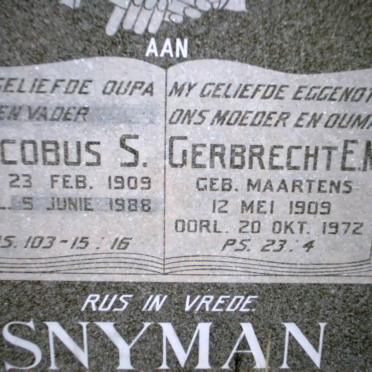 AAN
GELIEFDE OUPA
EN VADER
COBUS S.
23 FEB. 1909
5 JUNIE 1988
PS. 103-15:16
MY GELIEFDE EGGENOT
ONS MOEDER EN OUMA
GERBRECHT E.M
GEB. MAARTENS
12 MEI 1909
OORL. 20 OKT. 1972
PS. 23:4
RUS IN VREDE.
SNYMAN